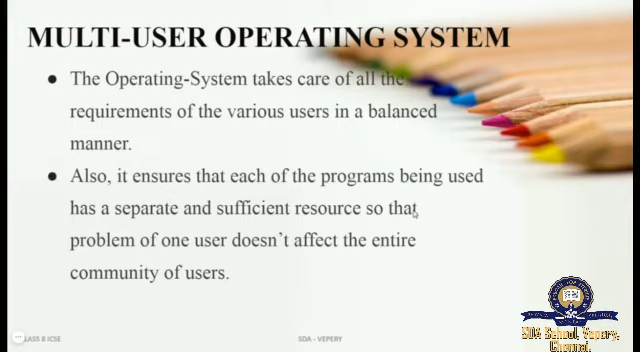 MULTI-USER OPERATING SYSTEM
● The Operating-System takes care of all the
requirements of the various users in a balanced
manner.
● Also, it ensures that each of the programs being used
has a separate and sufficient resource so that
problem of one user doesn't affect the entire
community of users.
LASS 8 ICSE
SDA - VEPERY
SDA School, Vepery,
Chennai.